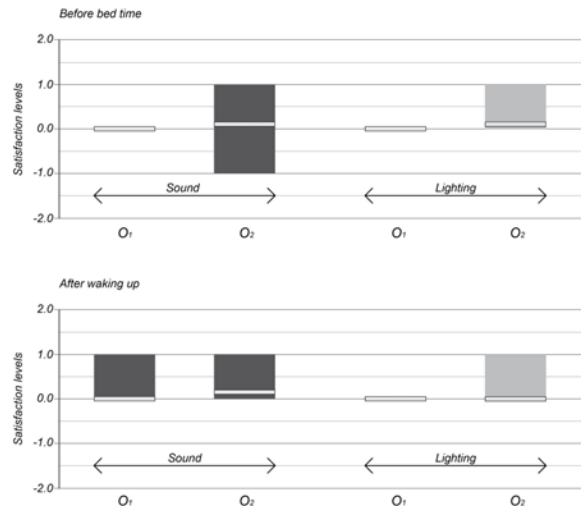 Before bed time
2.0
1.0
0.0
-1.0
-2.0
Satisfaction levels
Sound
Lighting
O₁ O₂ O₁ O₂
After waking up
2.0
1.0
0.0
-1.0
-2.0
Satisfaction levels
Sound
Lighting
O₁ O₂ O₁ O₂